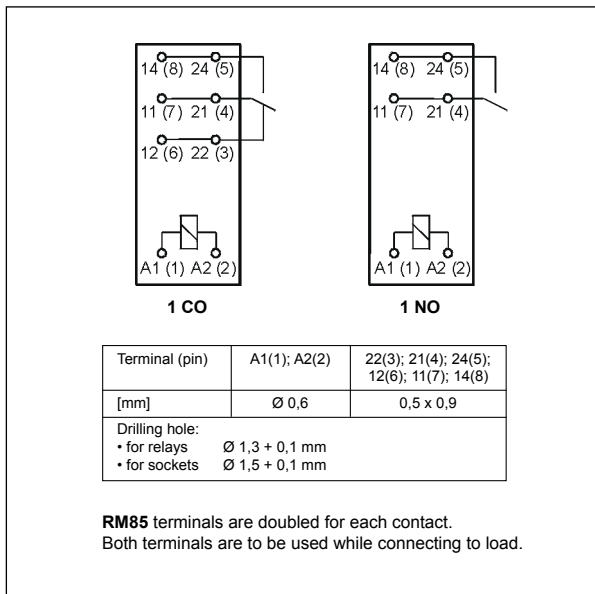 14 (8) 24 (5)
11 (7) 21 (4)
12 (6) 22 (3)
A1 (1) A2 (2)
1 CO
14 (8) 24 (5)
11 (7) 21 (4)
A1 (1) A2 (2)
1 NO
Terminal (pin) A1(1); A2(2) 22(3); 21(4); 24(5);
12(6); 11(7); 14(8)
[mm] Ø 0,6 0,5 x 0,9
Drilling hole:
• for relays Ø 1,3 + 0,1 mm
• for sockets Ø 1,5 + 0,1 mm
RM85 terminals are doubled for each contact.
Both terminals are to be used while connecting to load.